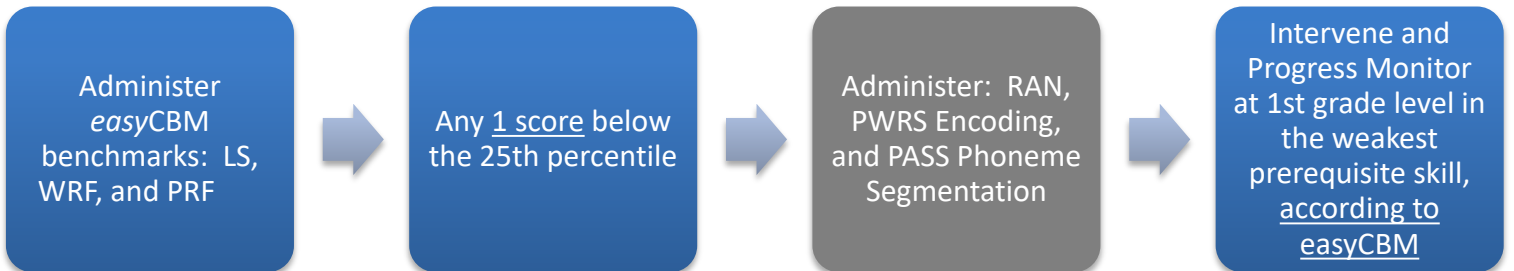 Administer
easyCBM
benchmarks: LS,
WRF, and PRF
Any 1 score below
the 25th percentile
Administer: RAN,
PWRS Encoding,
and PASS Phoneme
Segmentation
Intervene and
Progress Monitor
at 1st grade level in
the weakest
prerequisite skill,
according to
easyCBM